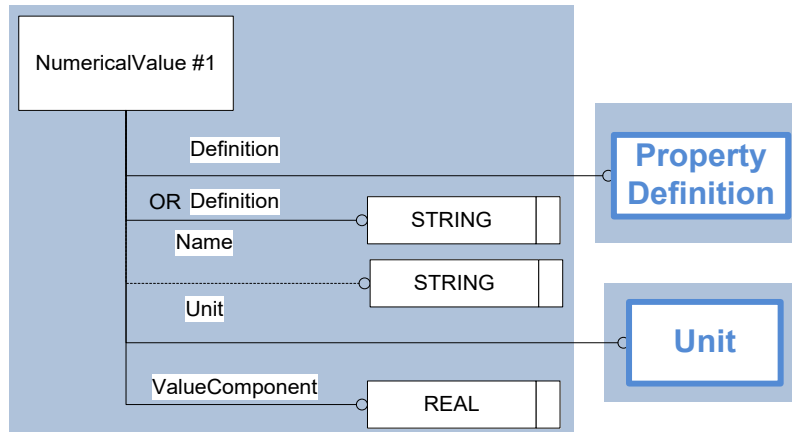 NumericalValue #1
Definition
Property
Definition
OR Definition
STRING
Name
STRING
Unit
Unit
ValueComponent
REAL